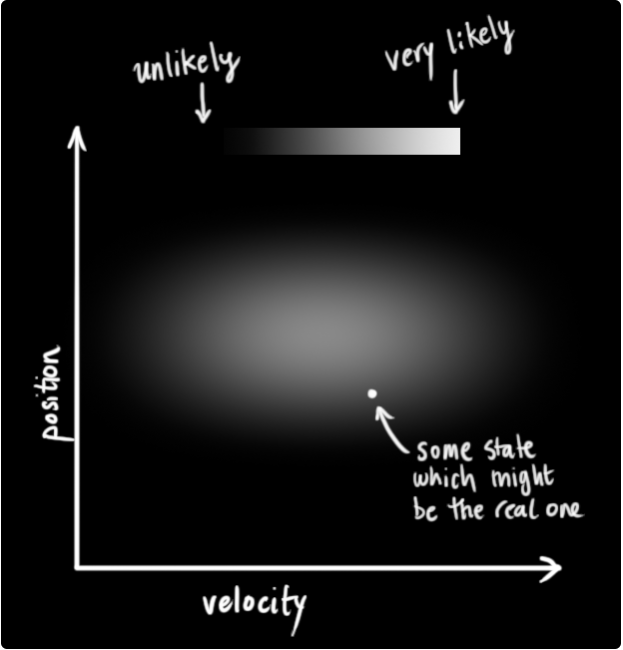 unlikely
very likely
position
some state
which might
be the real one
velocity